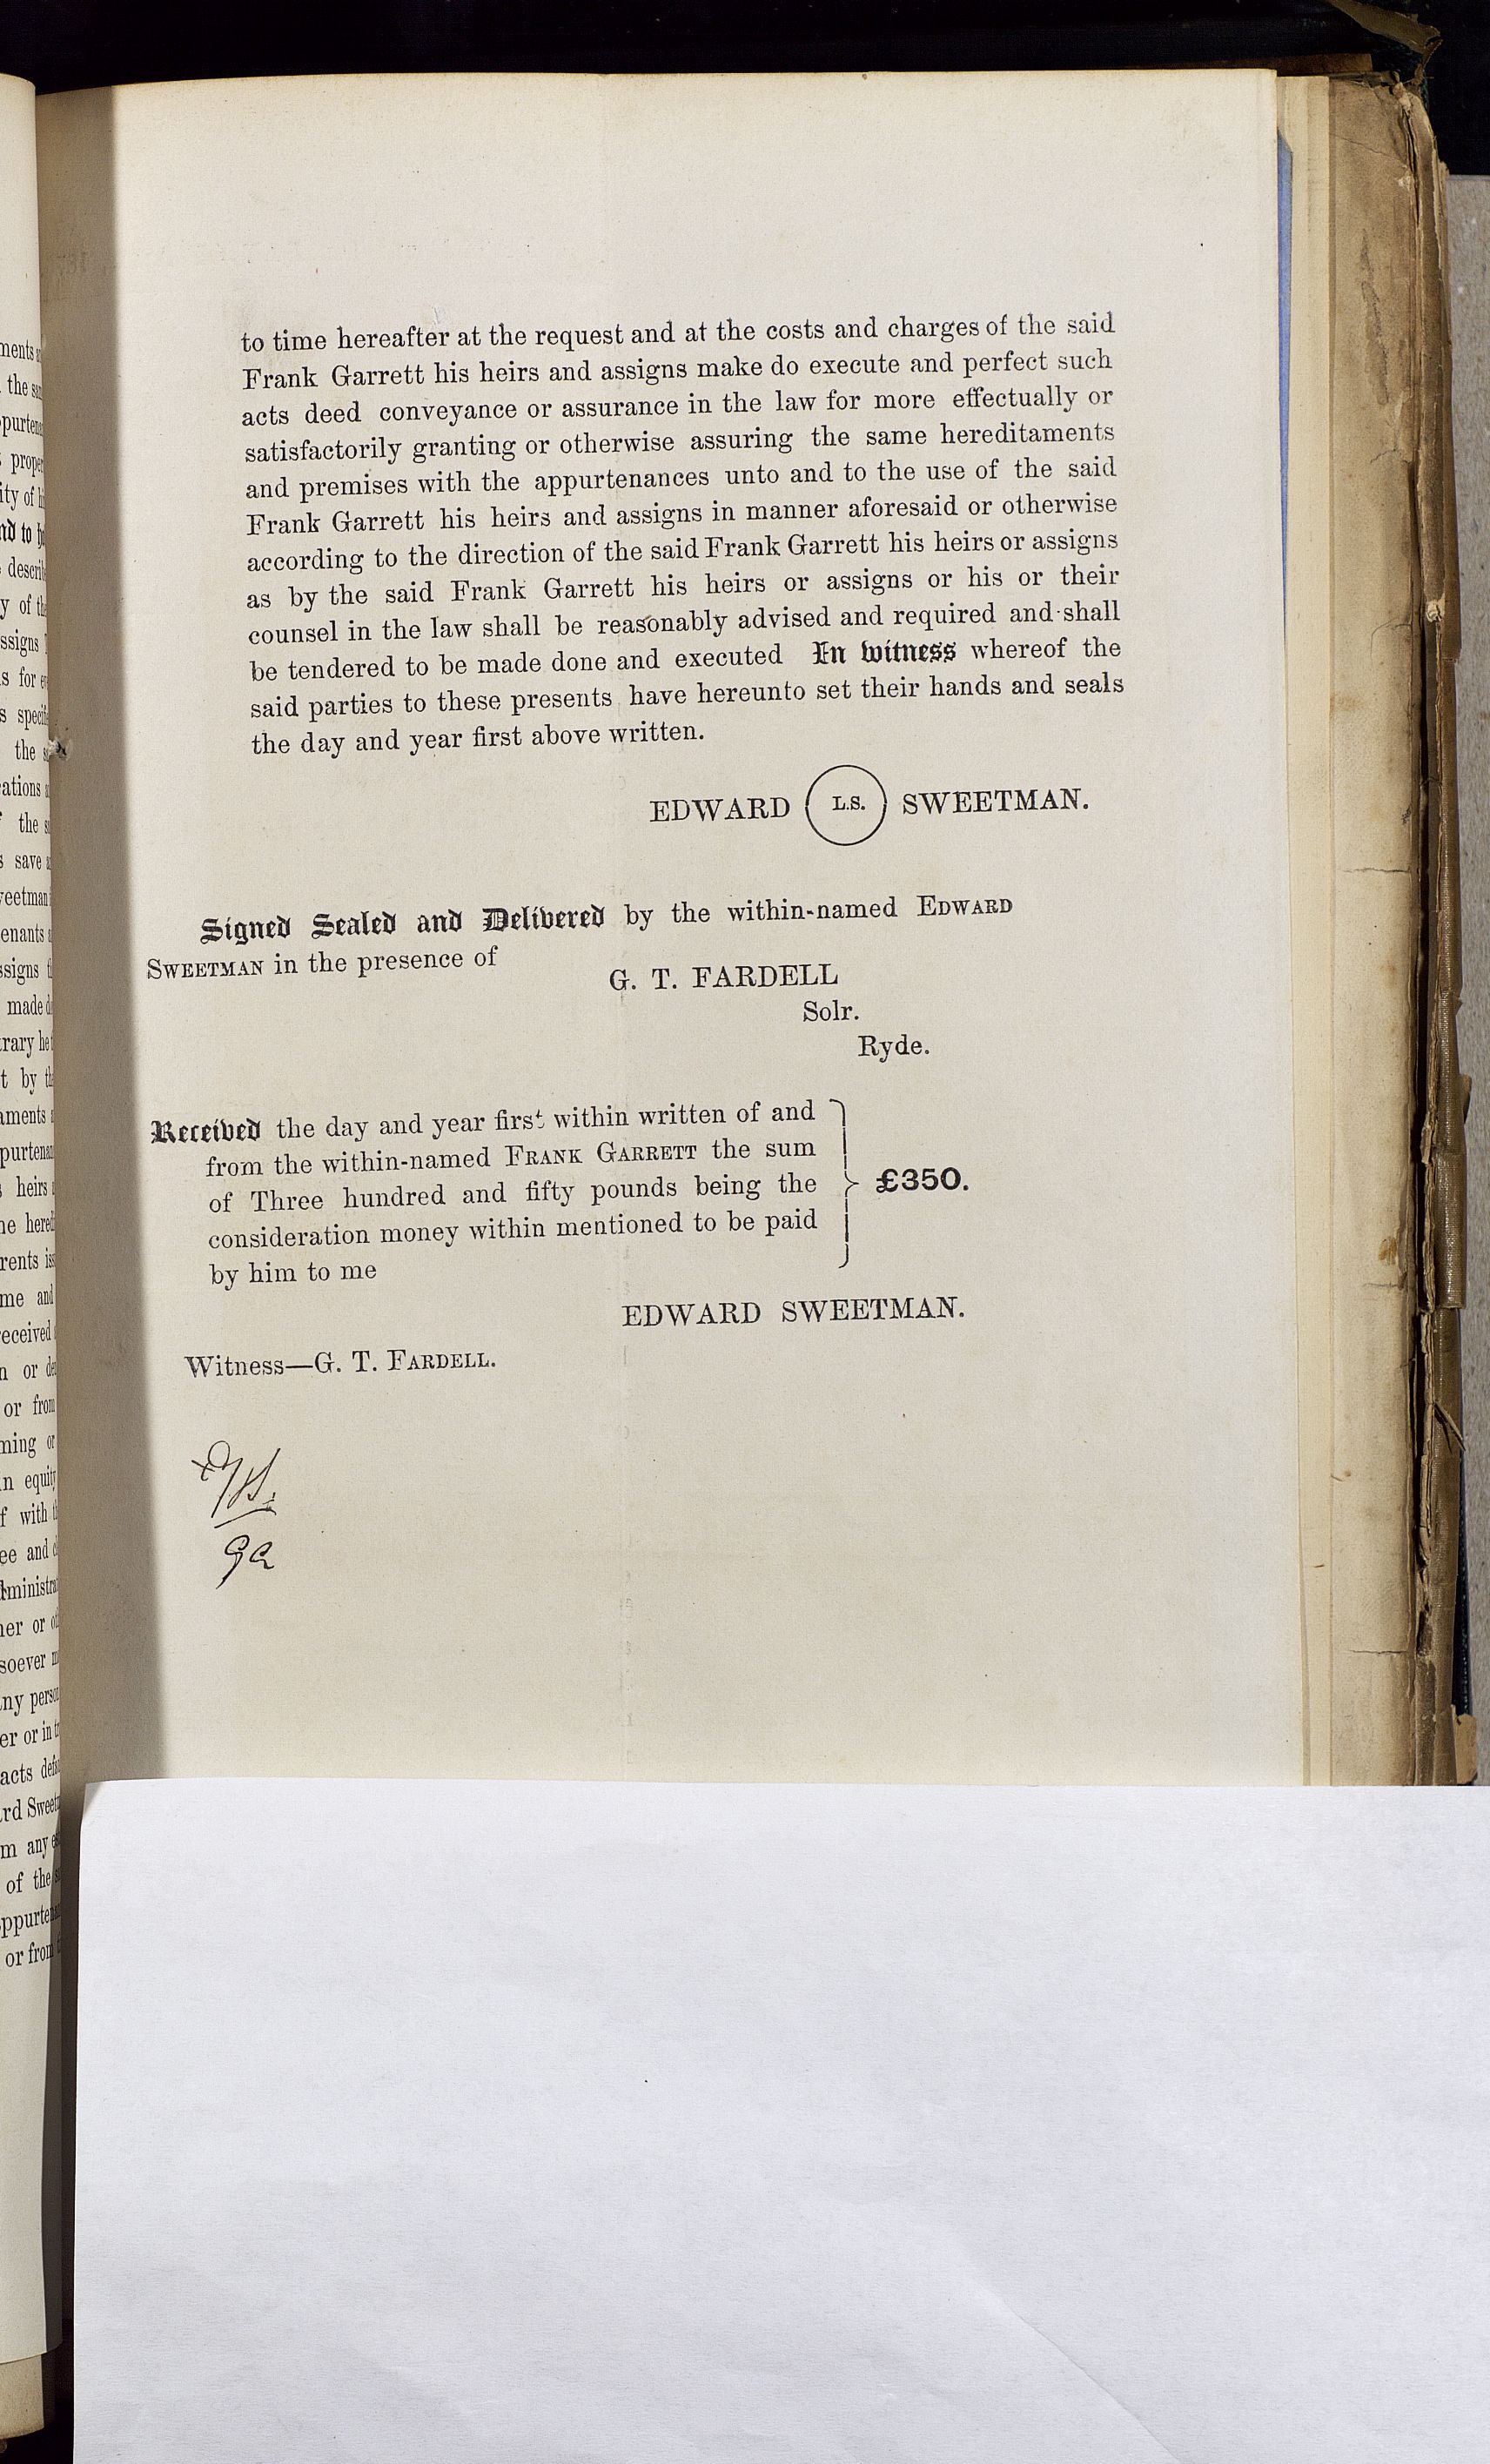 to time hereafter at the request and at the costs and charges of the said
Frank Garrett his heirs and assigns make do execute and perfect such
acts deed conveyance or assurance in the law for more effectually or
satisfactorily granting or otherwise assuring the same hereditaments
and premises with the appurtenances unto and to the use of the said
Frank Garrett his heirs and assigns in manner aforesaid or otherwise
according to the direction of the said Frank Garrett his heirs or assigns
as by the said Frank Garrett his heirs or assigns or his or their
counsel in the law shall be reasonably advised and required and shall
be tendered to be made done and executed In witness whereof the
said parties to these presents have hereunto set their hands and seals
the day and year first above written.
EDWARD L.S. SWEETMAN.
Signed Sealed and Delivered by the within-named EDWARD
SWEETMAN in the presence of
G. T. FARDELL
Solr.
Ryde.
Received the day and year first within written of and
from the within-named FRANK GARRETT the sum
of Three hundred and fifty pounds being the
consideration money within mentioned to be paid
by him to me
£350.
EDWARD SWEETMAN.
Witness—G. T. FARDELL.